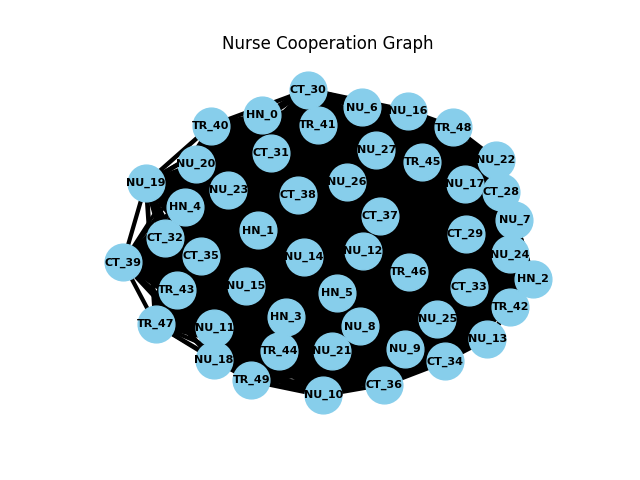 Nurse Cooperation Graph
CT_30
NU_6
NU_16
HN_0
TR_41
TR_40
TR_48
CT_31
NU_27
NU_22
NU_20
TR_45
NU_19
NU_26
NU_17
NU_23
CT_28
CT_38
HN_4
CT_37
NU_7
HN_1
CT_29
CT_32
NU_12
NU_24
CT_35
NU_14
CT_39
TR_46
HN_2
NU_15
CT_33
TR_43
HN_5
TR_42
HN_3
NU_25
TR_47
NU_8
NU_11
NU_13
NU_9
TR_44
NU_21
NU_18
CT_34
TR_49
CT_36
NU_10